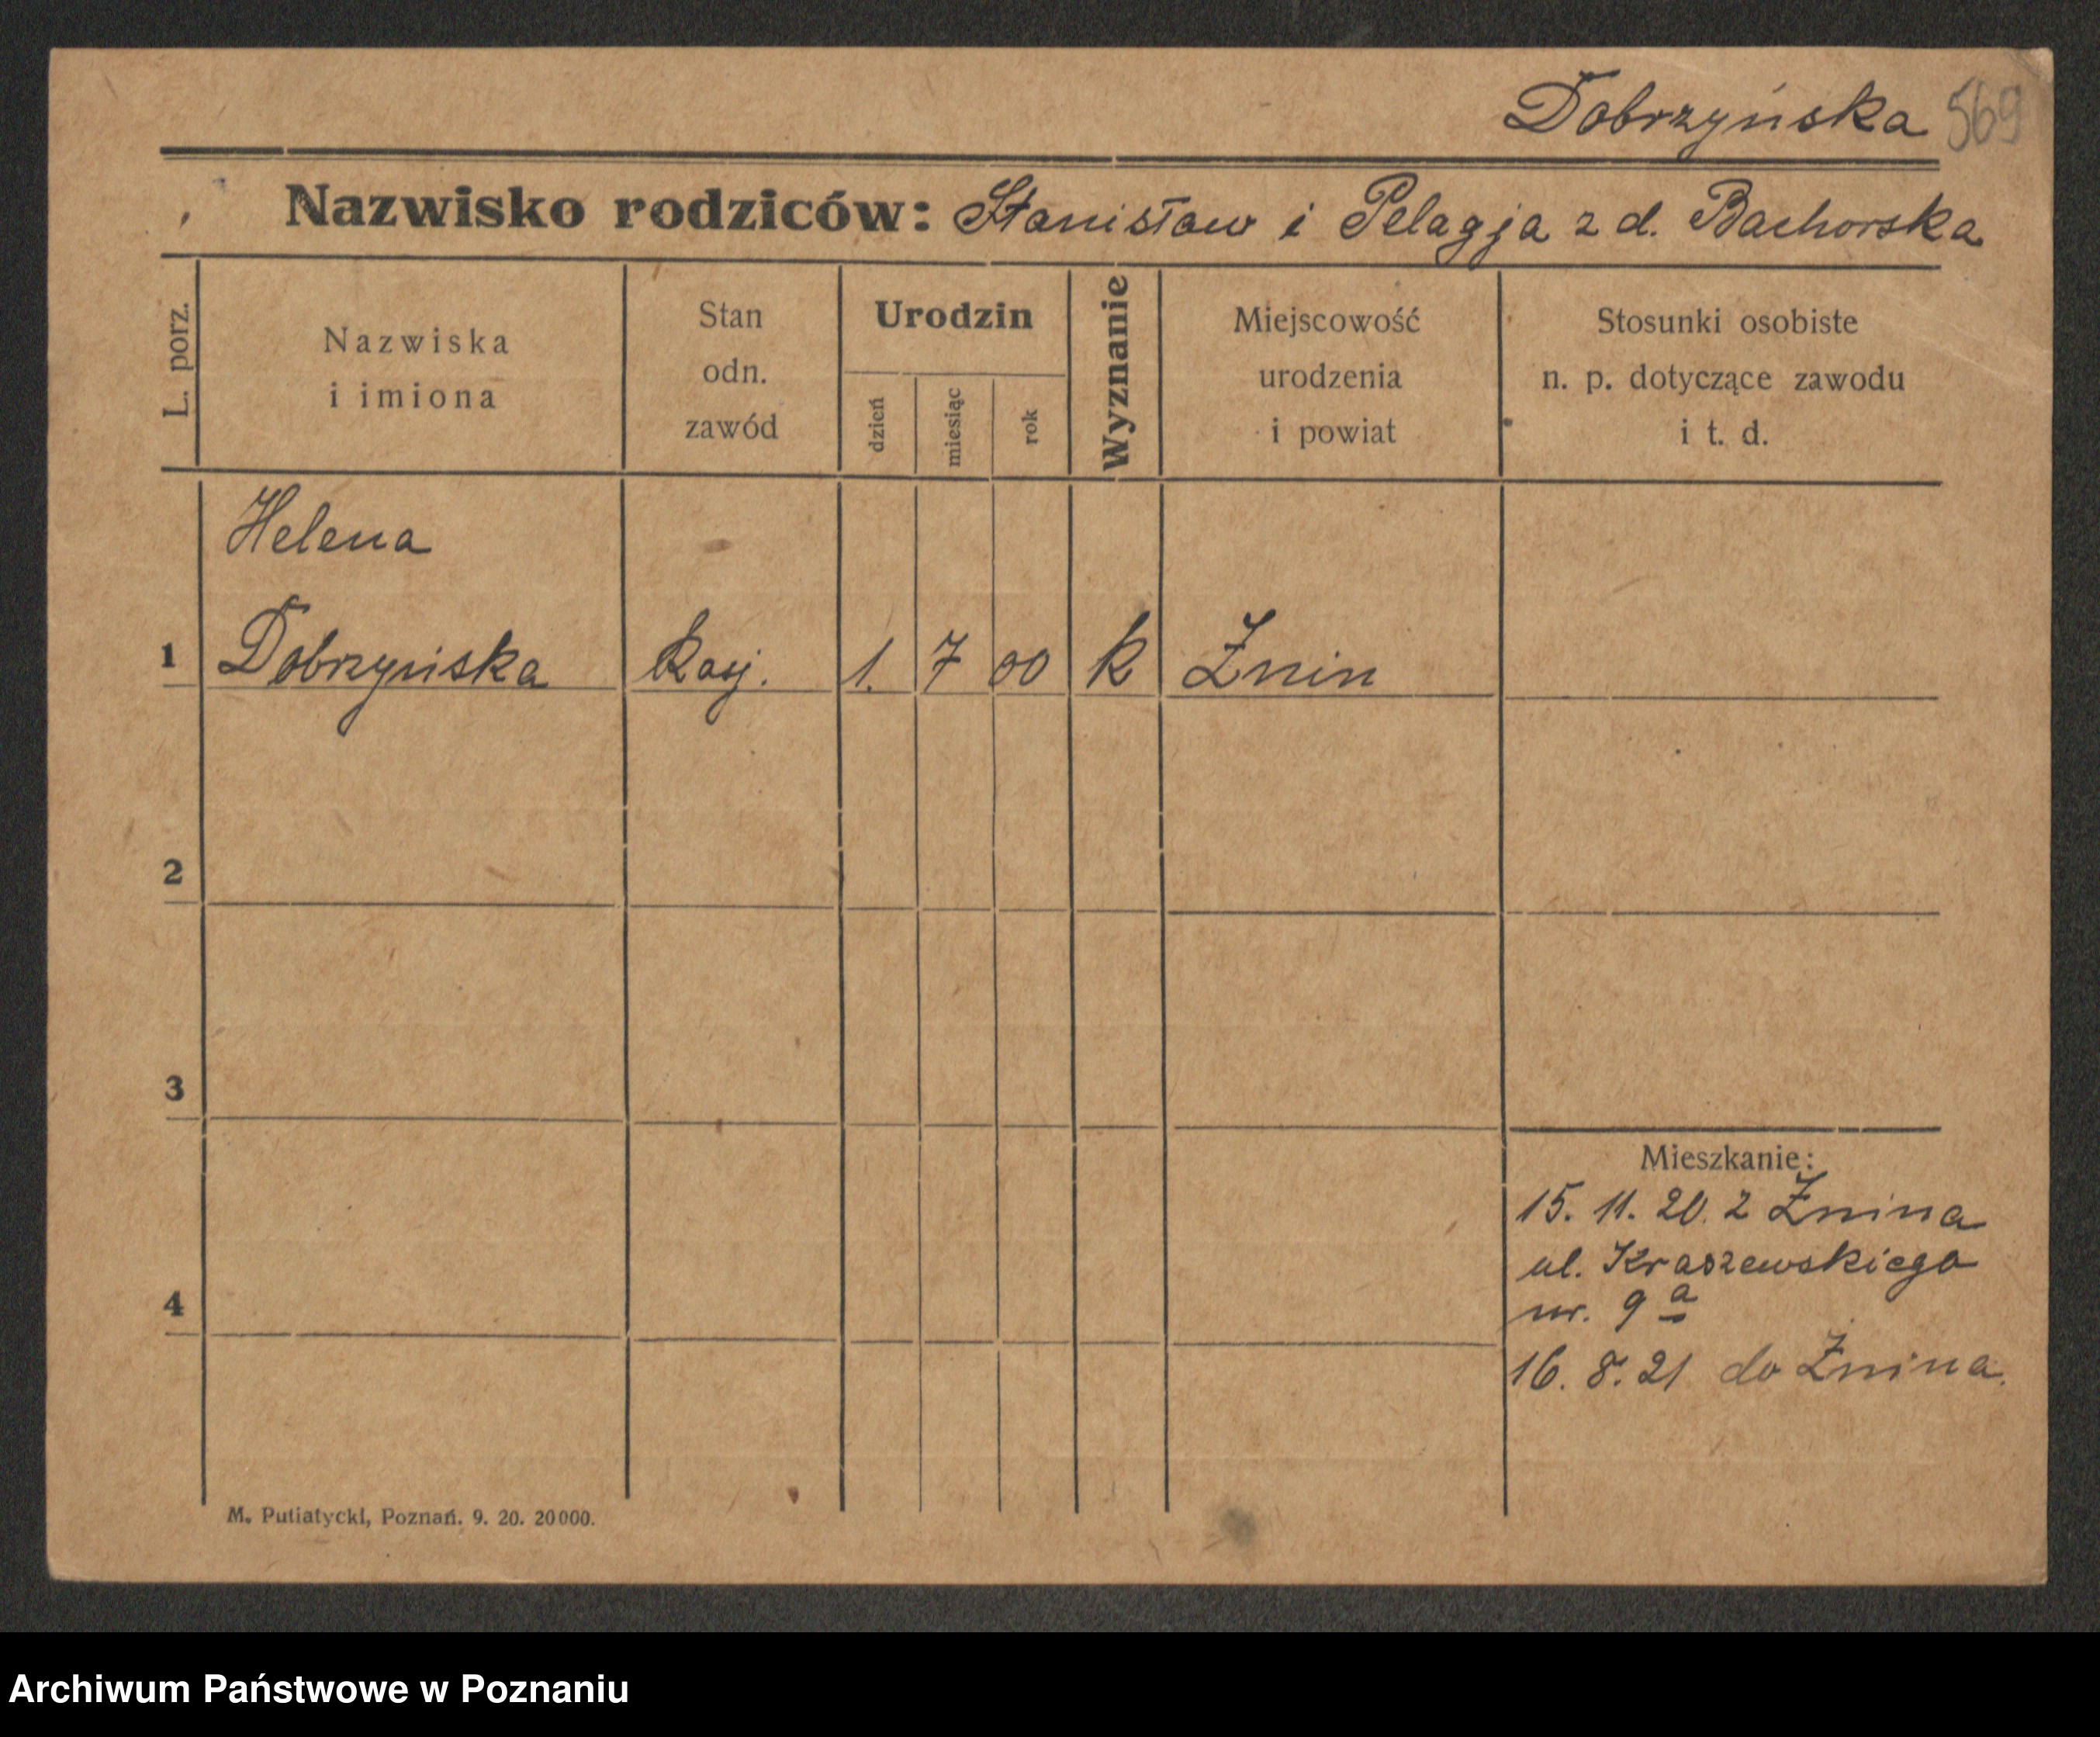 Dobrzyńska 569
Nazwisko rodziców: Stanisław i Pelagja z d. Bachorska
L. porz.
Nazwiska
i imiona
Stan
odn.
zawód
Urodzin
dzień
miesiąc
rok
Wyznanie
Miejscowość
urodzenia
i powiat
Stosunki osobiste
n. p. dotyczące zawodu
i t. d.
Helena
1 Dobrzyńska Kasj. 1. 7 00 k Żnin
2
3
4
Mieszkanie:
15. 11. 20. z Żnina
ul. Kraszewskiego
nr. 9 a
16. 8. 21 do Żnina.
M. Putiatycki, Poznań. 9. 20. 20000.
Archiwum Państwowe w Poznaniu